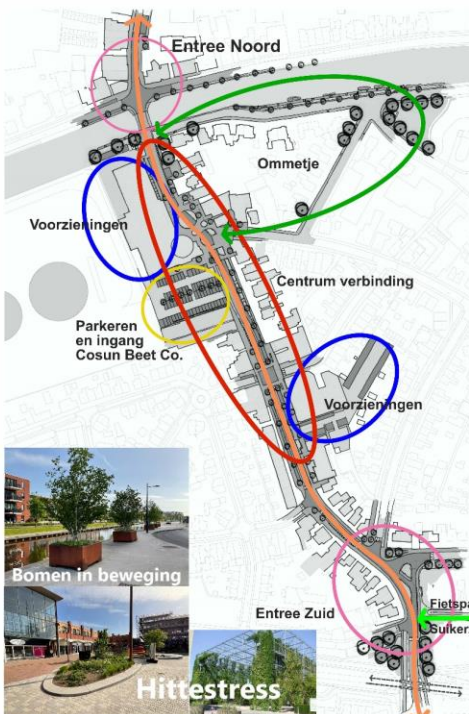 Entree Noord
Ommetje
Voorzieningen
Centrum verbinding
Parkeren
en ingang
Cosun Beet Co.
Voorzieningen
Bomen in beweging
Entree Zuid
Fietspa
Suiker
Hittestress